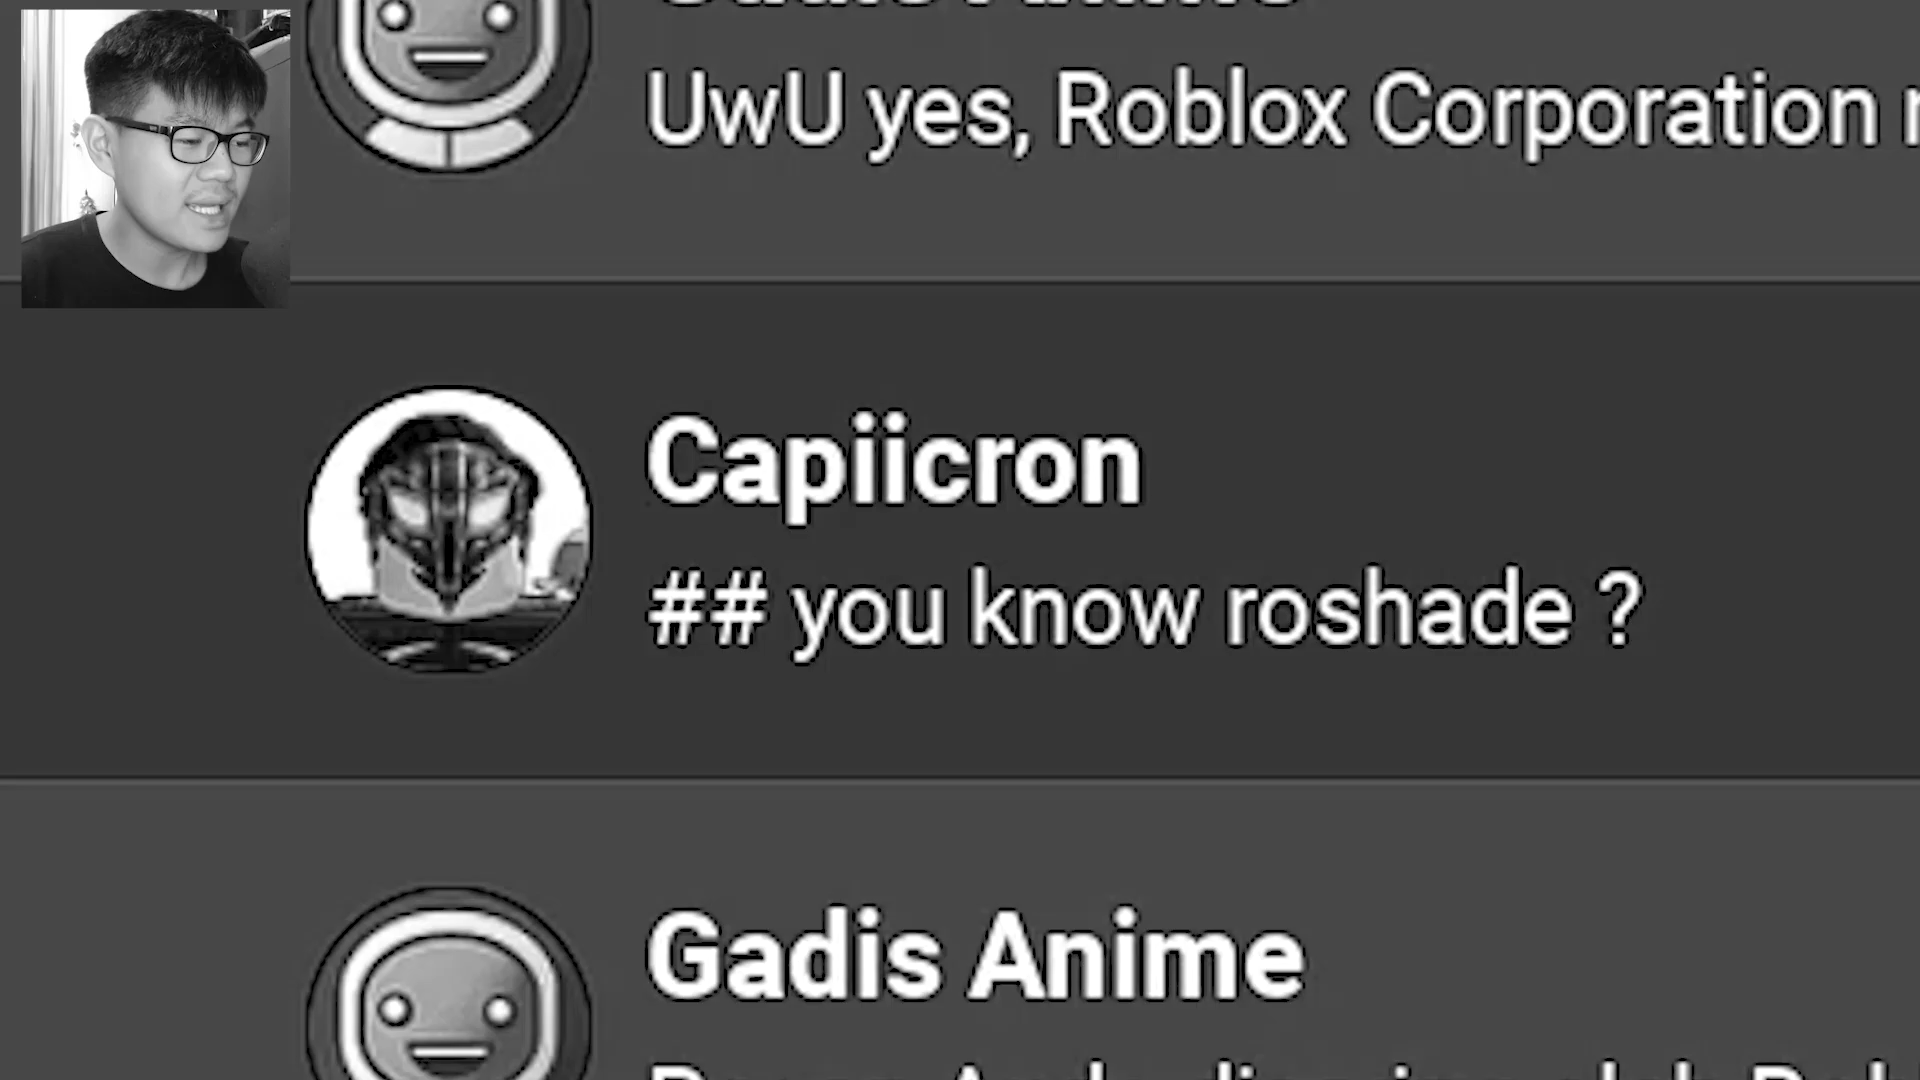 UwU yes, Roblox Corporation
Capiicron
## you know roshade ?
Gadis Anime